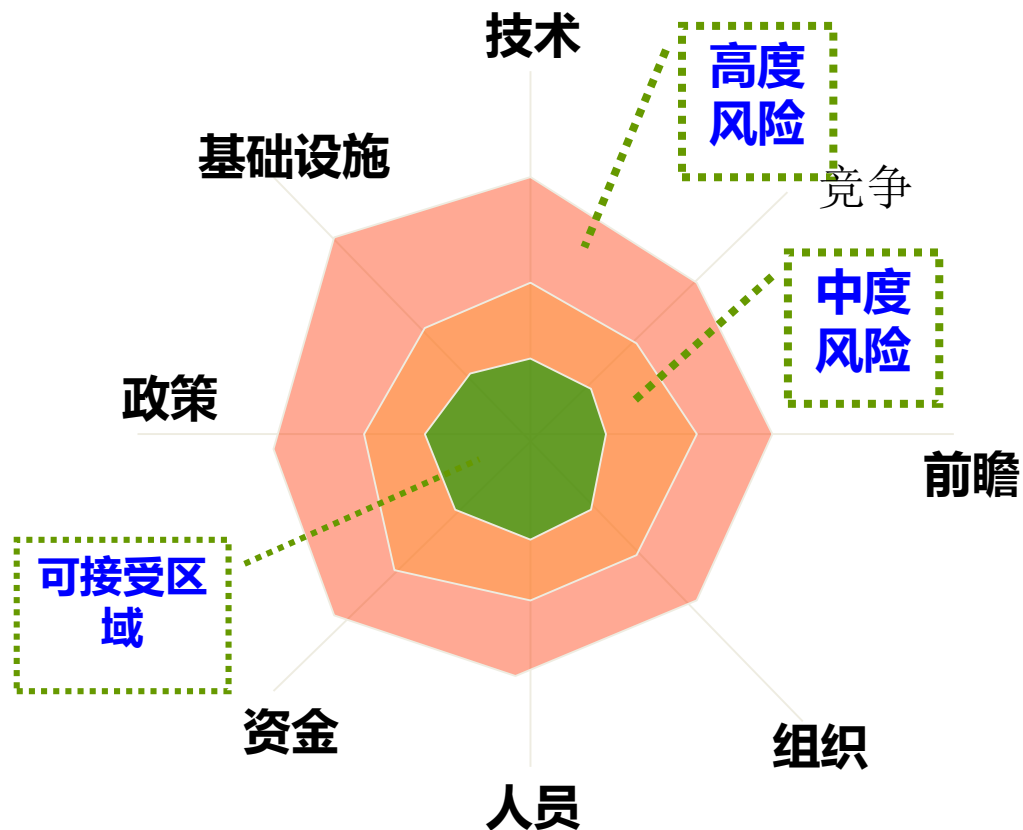 技术
高度
风险
基础设施
竞争
中度
风险
政策
前瞻
可接受区
域
资金
组织
人员